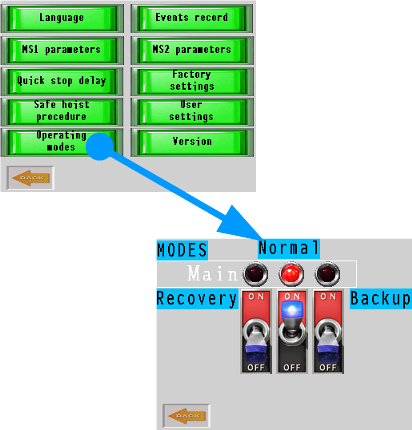 Language
Events record
MS1 parameters
MS2 parameters
Quick stop delay
Factory
settings
Safe hoist
procedure
User
settings
Operating
modes
Version
BACK
MODES
Normal
Main
Recovery
ON
ON
ON
Backup
OFF
OFF
OFF
BACK